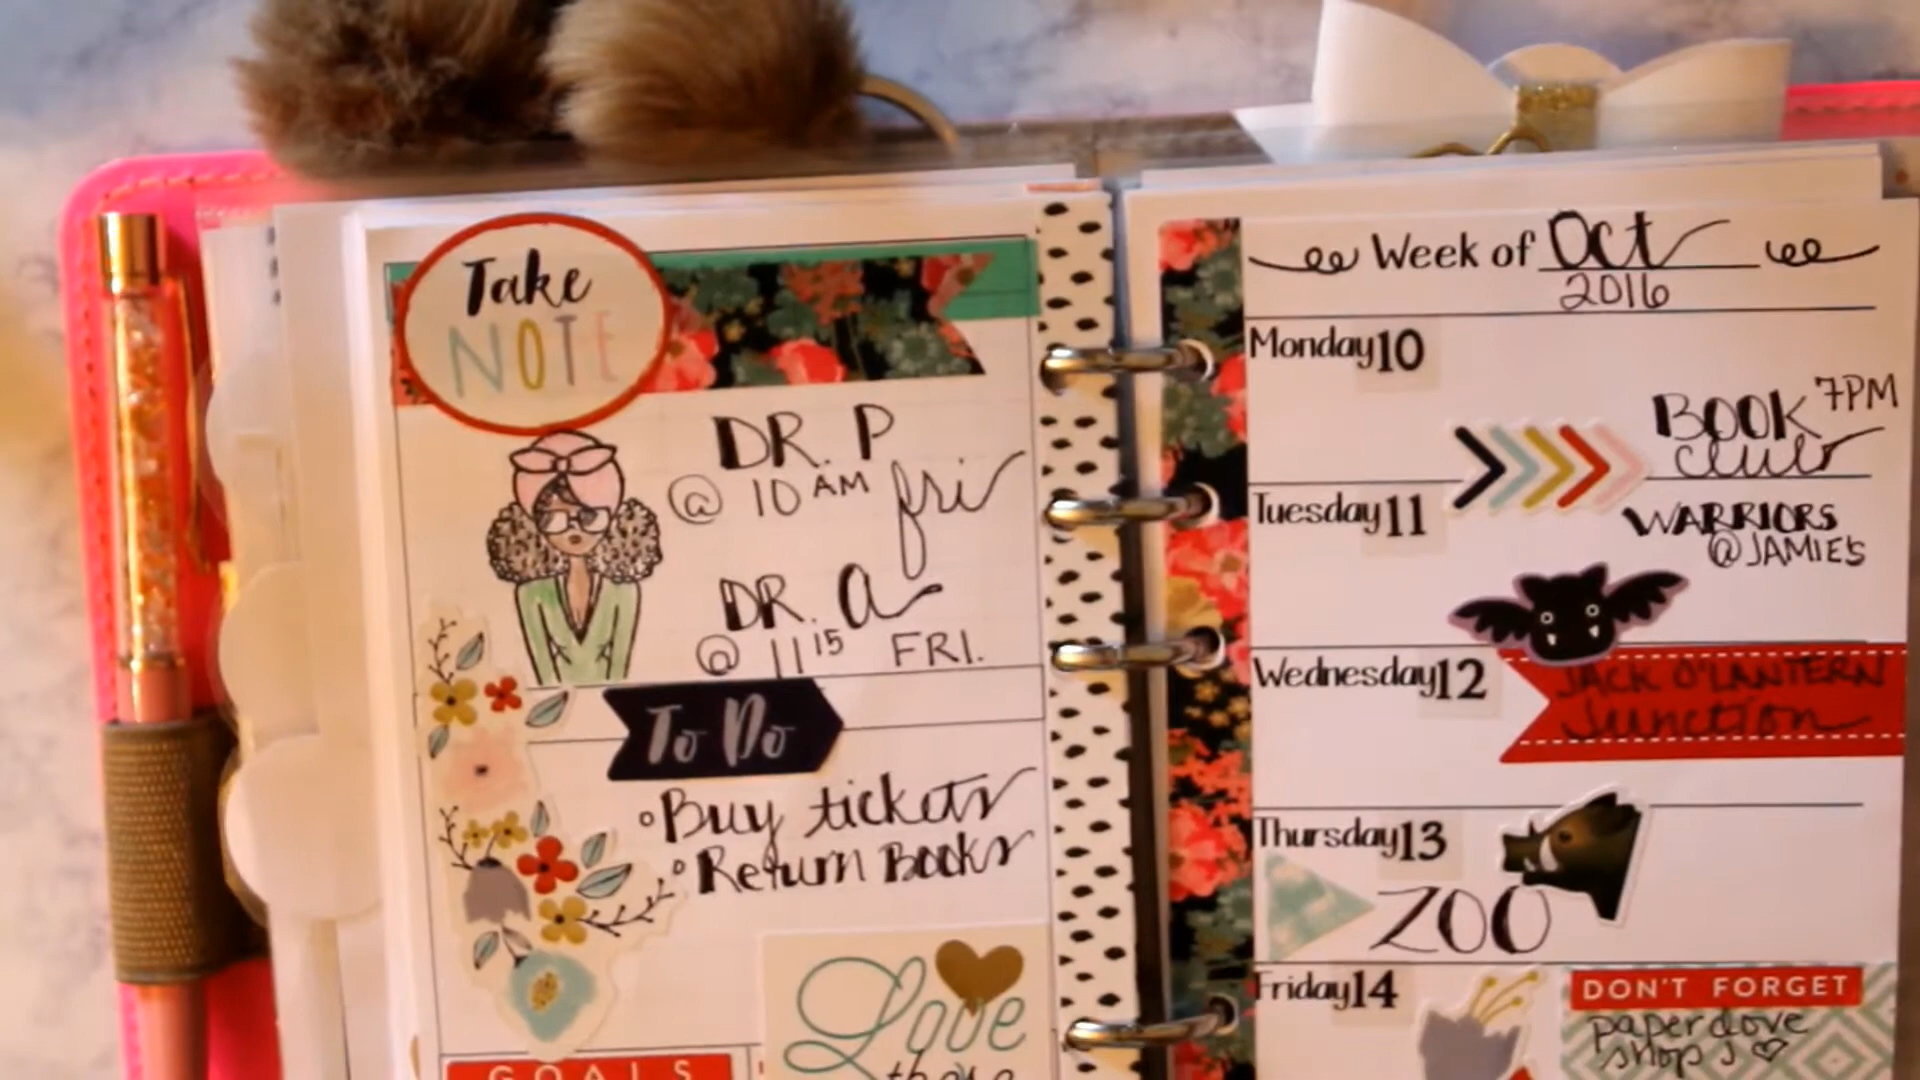 Take
NOTE
DR. P
@ 10 AM fri
DR. a
@ 11 15 FRI.
To Do
Buy tickets
Return Books
Love
GOALS
Week of Oct
2016
Monday 10
BOOK 7PM
club
Tuesday 11
WARRIORS
@ JAMIE'S
Wednesday 12
JACK O'LANTERN
Junction
Thursday 13
ZOO
Friday 14
DON'T FORGET
paper dove